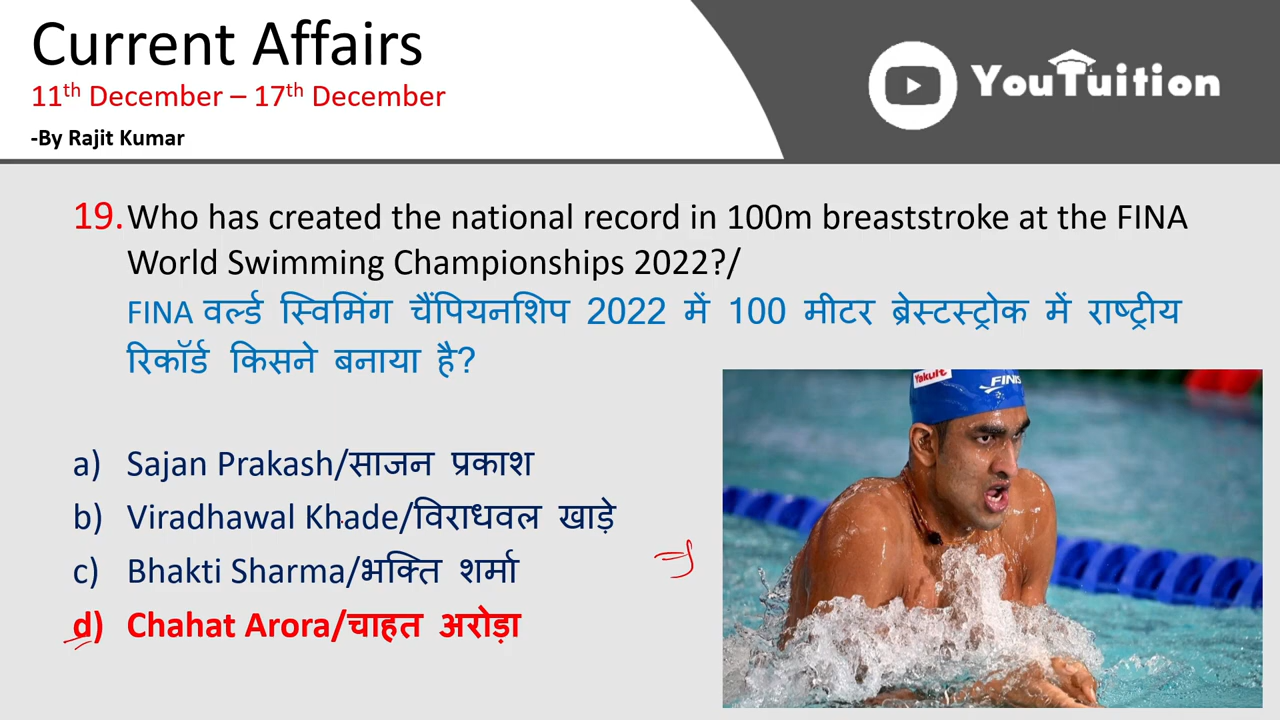 Current Affairs
11th December – 17th December
-By Rajit Kumar
YouTuition
19. Who has created the national record in 100m breaststroke at the FINA
World Swimming Championships 2022?/
FINA वर्ल्ड स्विमिंग चैंपियनशिप 2022 में 100 मीटर ब्रेस्टस्ट्रोक में राष्ट्रीय
रिकॉर्ड किसने बनाया है?
a) Sajan Prakash/साजन प्रकाश
b) Viradhawal Khade/विराधवल खाड़े
c) Bhakti Sharma/भक्ति शर्मा
d) Chahat Arora/चाहत अरोड़ा
Yakult
FINIS